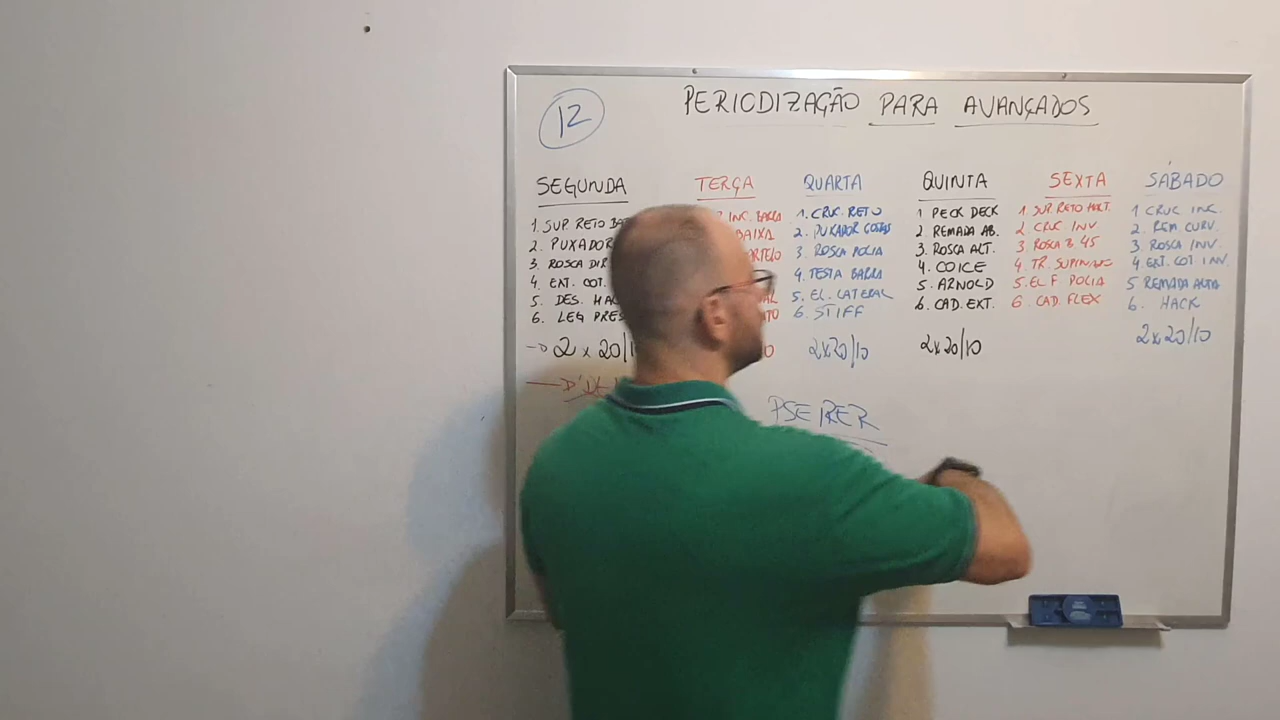 12
PERIODIZAÇÃO PARA AVANÇADOS
SEGUNDA
1. SUP. RETO
2. PUXADOR
3. ROSCA DIR
4. EXT. COT.
5. DES.
6. LEG PRES
2 x 20/1
TERÇA
INC. BARRA
BAIXA
QUARTA
1. CRUC. RETO
2. PUXADOR COSTAS
3. ROSCA POLIA
4. TESTA BARRA
5. EL. LATERAL
6. STIFF
2x20/10
QUINTA
1 PECK DECK
2. REMADA AB.
3. ROSCA ALT.
4. COICE
5. ARNOLD
6. CAD. EXT.
2x20/10
SEXTA
1 SUP. RETO HALT.
2 CRUC INV
3 ROSCA B 45
4. TR. SUPINADO
5. EL F POLIA
6 CAD FLEX
SÁBADO
1 CRUC INC.
2. REM CURV.
3. ROSCA INV.
4. EXT. COT INV.
5 REMADA ALTA
6. HACK
2x20/10
PSE RER